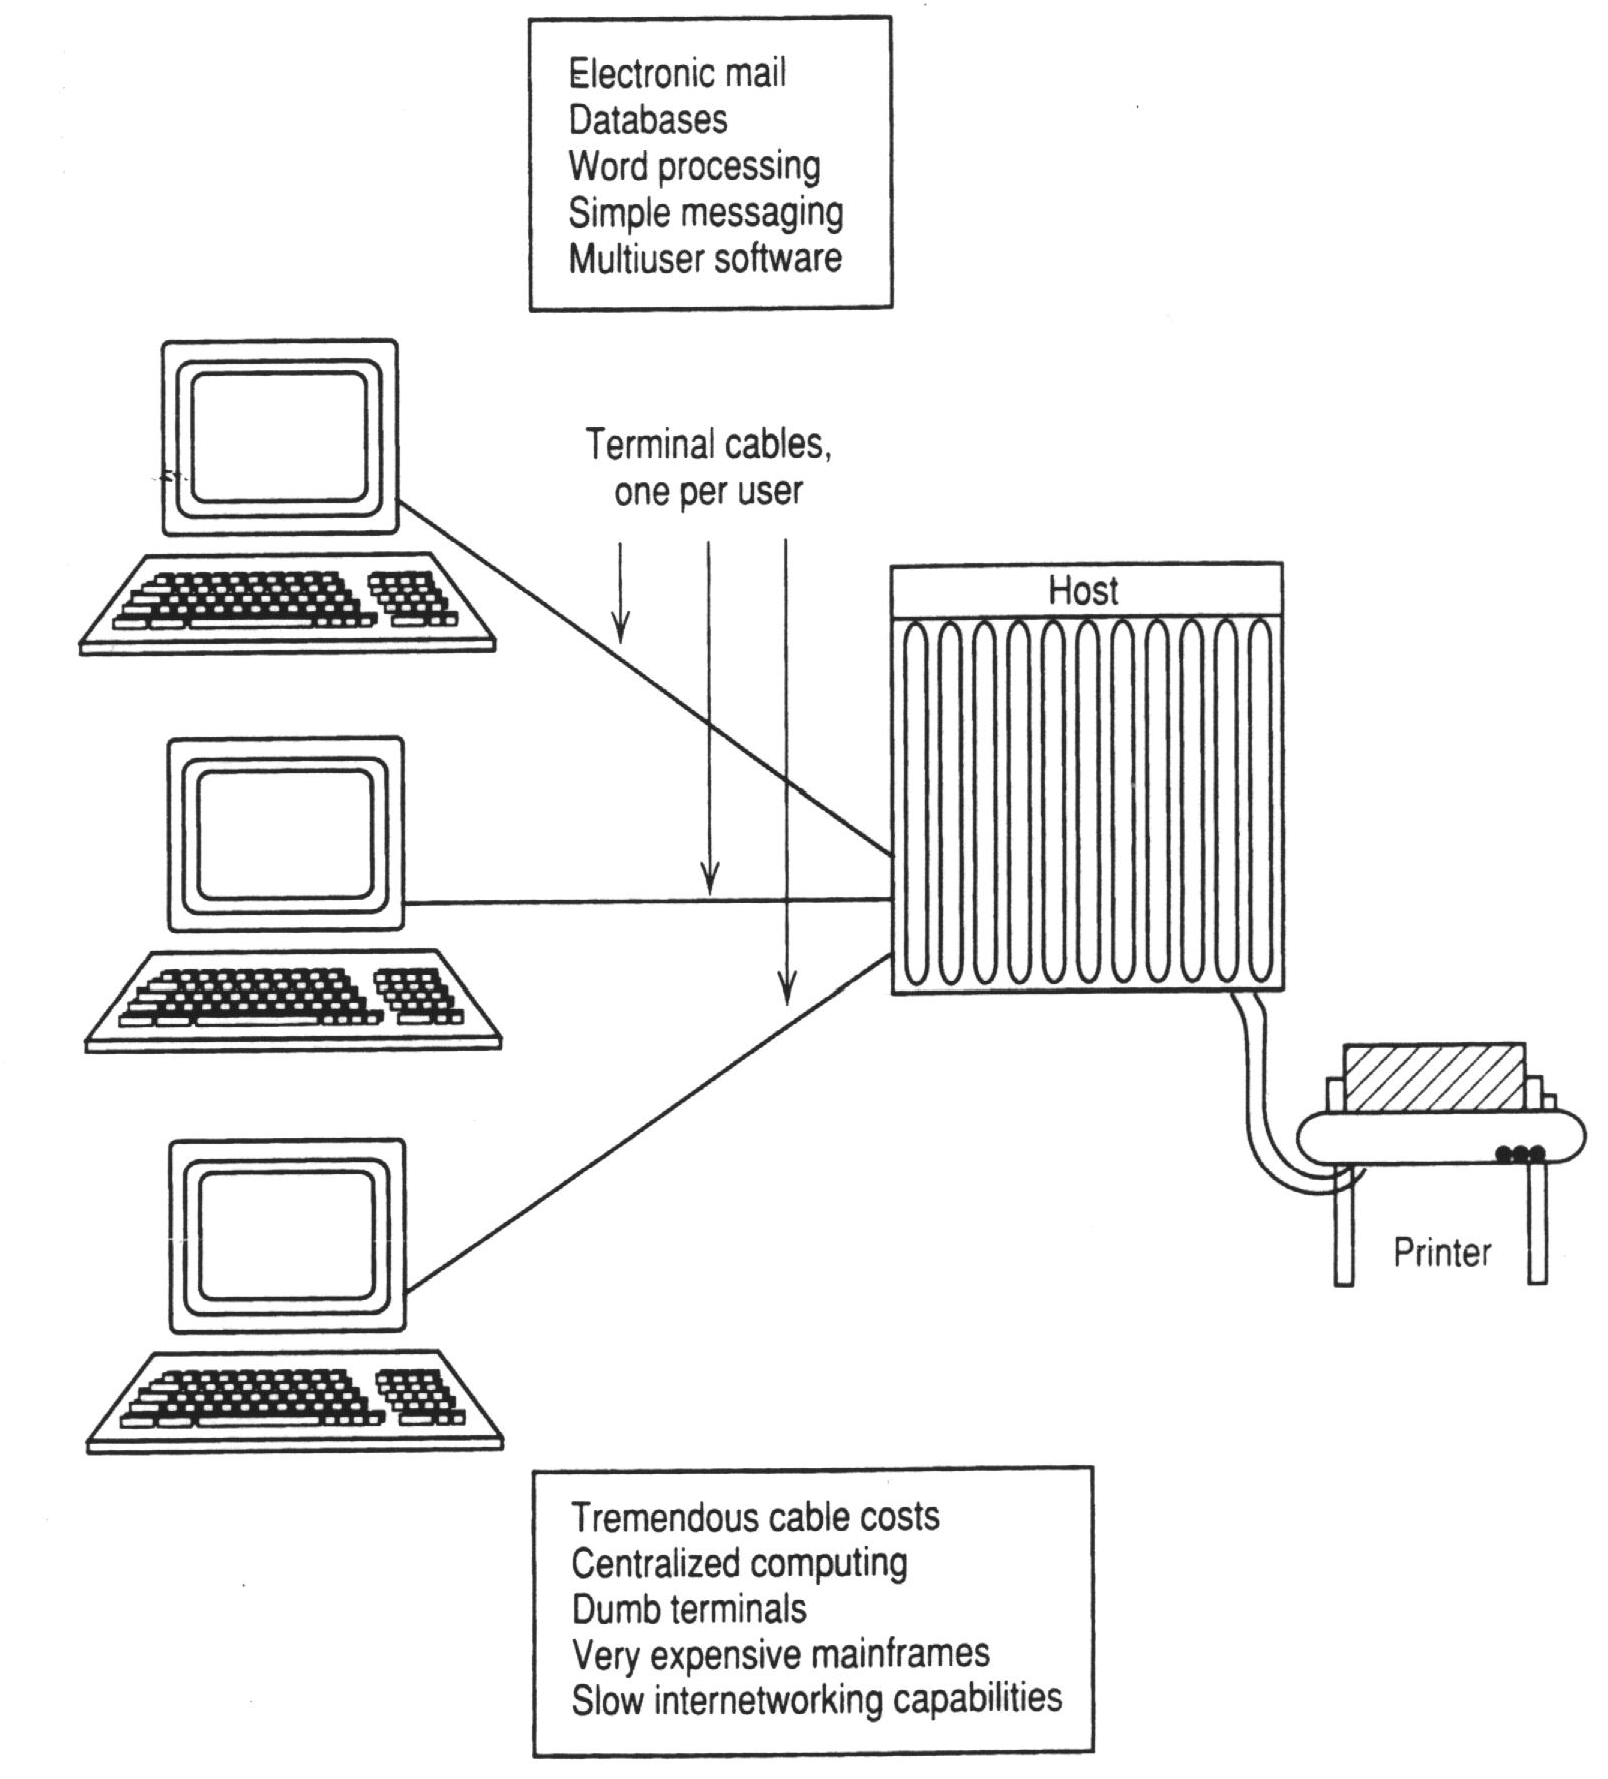 Electronic mail
Databases
Word processing
Simple messaging
Multiuser software
Terminal cables,
one per user
Host
Printer
Tremendous cable costs
Centralized computing
Dumb terminals
Very expensive mainframes
Slow internetworking capabilities